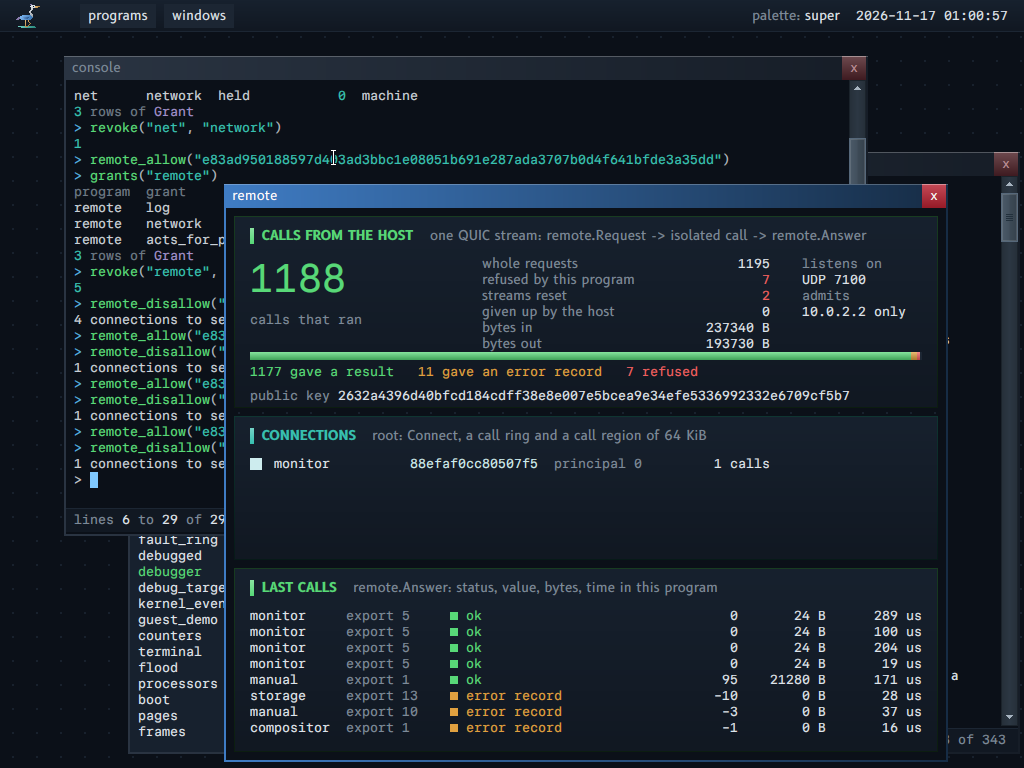 programs windows palette: super 2026-11-17 01:00:57
console x
net network held 0 machine
3 rows of Grant
> revoke("net", "network")
1
> remote_allow("e83ad950188597d4d3ad3bbc1e08051b691e287ada3707b0d4f641bfde3a35dd")
> grants("remote")
program grant
remote log
remote network
remote acts_for_p
3 rows of Grant
> revoke("remote",
5
> remote_disallow("
4 connections to se
> remote_allow("e83
> remote_disallow("
1 connections to se
> remote_allow("e83
> remote_disallow("
1 connections to se
> remote_allow("e83
> remote_disallow("
1 connections to se
>
lines 6 to 29 of 29
x
remote x
CALLS FROM THE HOST one QUIC stream: remote.Request -> isolated call -> remote.Answer
1188
calls that ran
whole requests 1195 listens on
refused by this program 7 UDP 7100
streams reset 2 admits
given up by the host 0 10.0.2.2 only
bytes in 237340 B
bytes out 193730 B
1177 gave a result 11 gave an error record 7 refused
public key 2632a4396d40bfcd184cdff38e8e007e5bcea9e34efe5336992332e6709cf5b7
CONNECTIONS root: Connect, a call ring and a call region of 64 KiB
monitor 88efaf0cc80507f5 principal 0 1 calls
LAST CALLS remote.Answer: status, value, bytes, time in this program
monitor export 5 ok 0 24 B 289 us
monitor export 5 ok 0 24 B 100 us
monitor export 5 ok 0 24 B 204 us
monitor export 5 ok 0 24 B 19 us
manual export 1 ok 95 21280 B 171 us
storage export 13 error record -10 0 B 28 us
manual export 10 error record -3 0 B 37 us
compositor export 1 error record -1 0 B 16 us
fault_ring
debugged
debugger
debug_targe
kernel_even
guest_demo
counters
terminal
flood
processors
boot
pages
frames
a
of 343